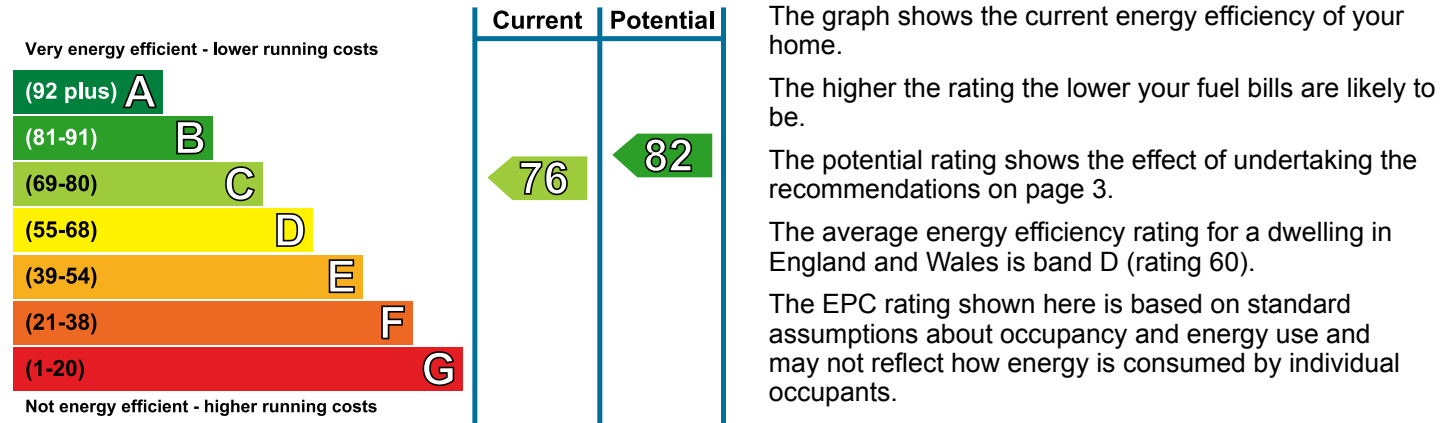 Current Potential
Very energy efficient - lower running costs
(92 plus) A
(81-91) B
(69-80) C
(55-68) D
(39-54) E
(21-38) F
(1-20) G
Not energy efficient - higher running costs
76
82
The graph shows the current energy efficiency of your
home.
The higher the rating the lower your fuel bills are likely to
be.
The potential rating shows the effect of undertaking the
recommendations on page 3.
The average energy efficiency rating for a dwelling in
England and Wales is band D (rating 60).
The EPC rating shown here is based on standard
assumptions about occupancy and energy use and
may not reflect how energy is consumed by individual
occupants.